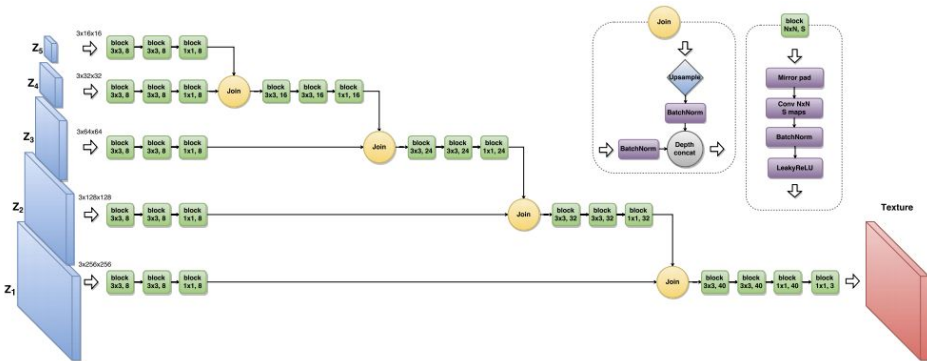 Z5
3x16x16
block
3x3, 8
block
3x3, 8
block
1x1, 8
Z4
3x32x32
block
3x3, 8
block
3x3, 8
block
1x1, 8
Join
block
3x3, 16
block
3x3, 16
block
1x1, 16
Z3
3x64x64
block
3x3, 8
block
3x3, 8
block
1x1, 8
Join
block
3x3, 24
block
3x3, 24
block
1x1, 24
Z2
3x128x128
block
3x3, 8
block
3x3, 8
block
1x1, 8
Join
block
3x3, 32
block
3x3, 32
block
1x1, 32
Z1
3x256x256
block
3x3, 8
block
3x3, 8
block
1x1, 8
Join
block
3x3, 40
block
3x3, 40
block
1x1, 40
block
1x1, 3
Texture
Join
Upsample
BatchNorm
BatchNorm
Depth
concat
block
NxN, S
Mirror pad
Conv NxN
S maps
BatchNorm
LeakyReLU